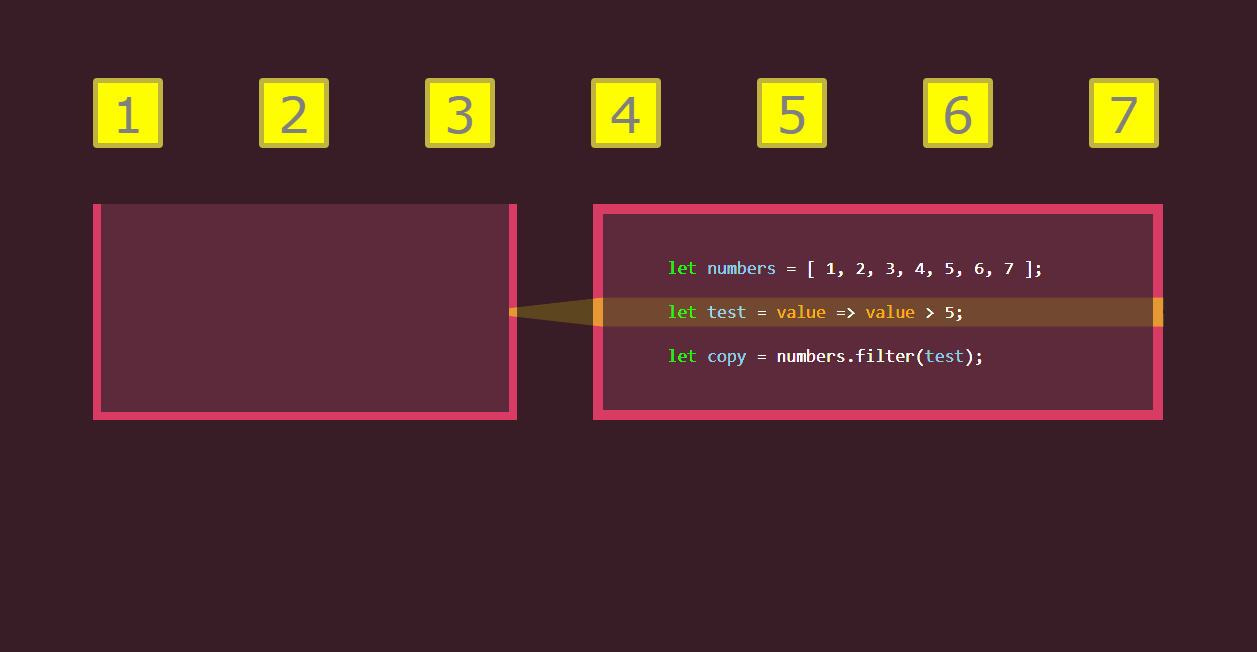 1 2 3 4 5 6 7
let numbers = [ 1, 2, 3, 4, 5, 6, 7 ];
let test = value => value > 5;
let copy = numbers.filter(test);